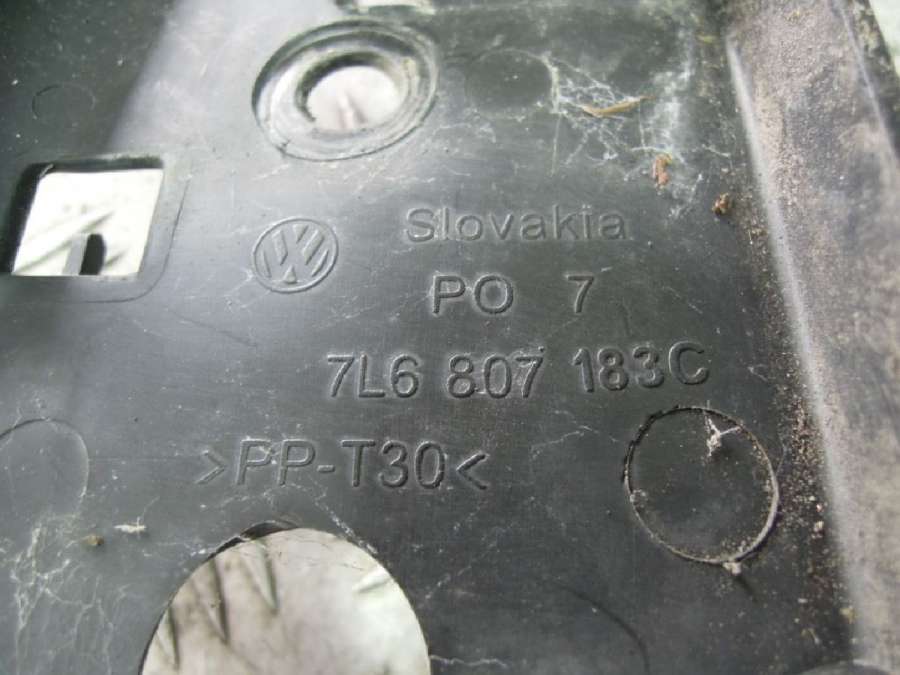 Slovakia
PO 7
7L6 807 183C
>PP-T30<